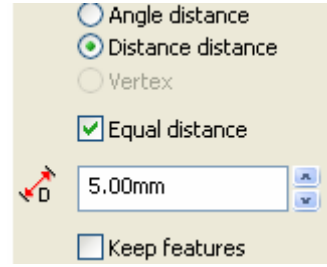 Angle distance
Distance distance
Vertex
Equal distance
D 5.00mm
Keep features